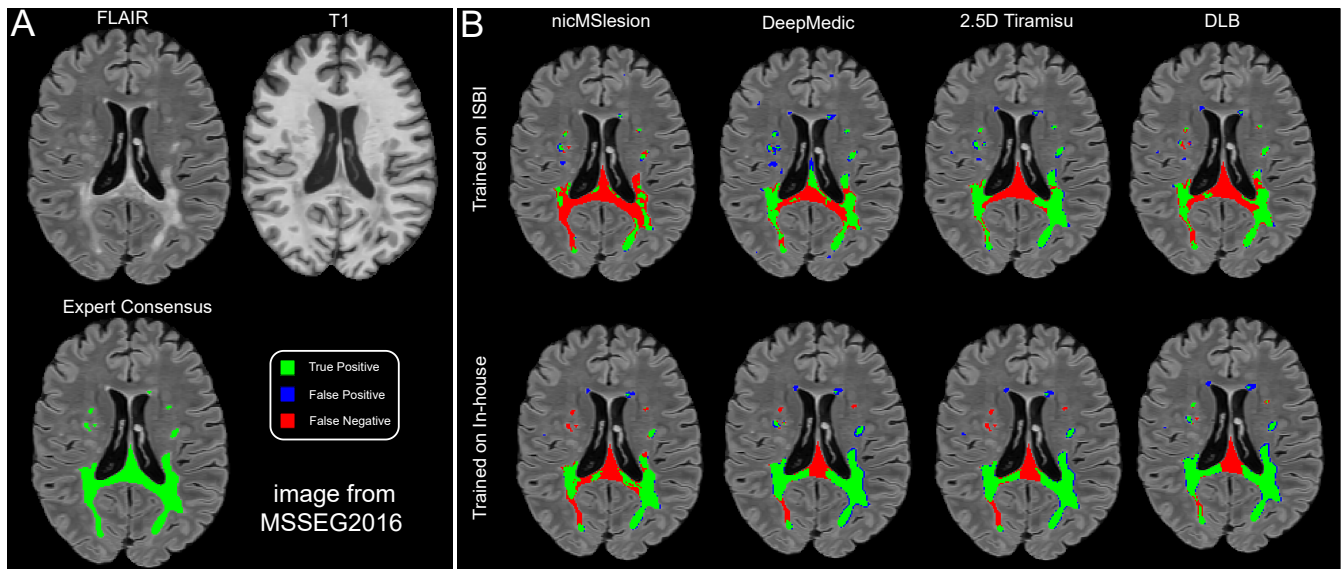 A
FLAIR
T1
Expert Consensus
True Positive
False Positive
False Negative
image from
MSSEG2016
B
nicMSlesion
DeepMedic
2.5D Tiramisu
DLB
Trained on ISBI
Trained on In-house